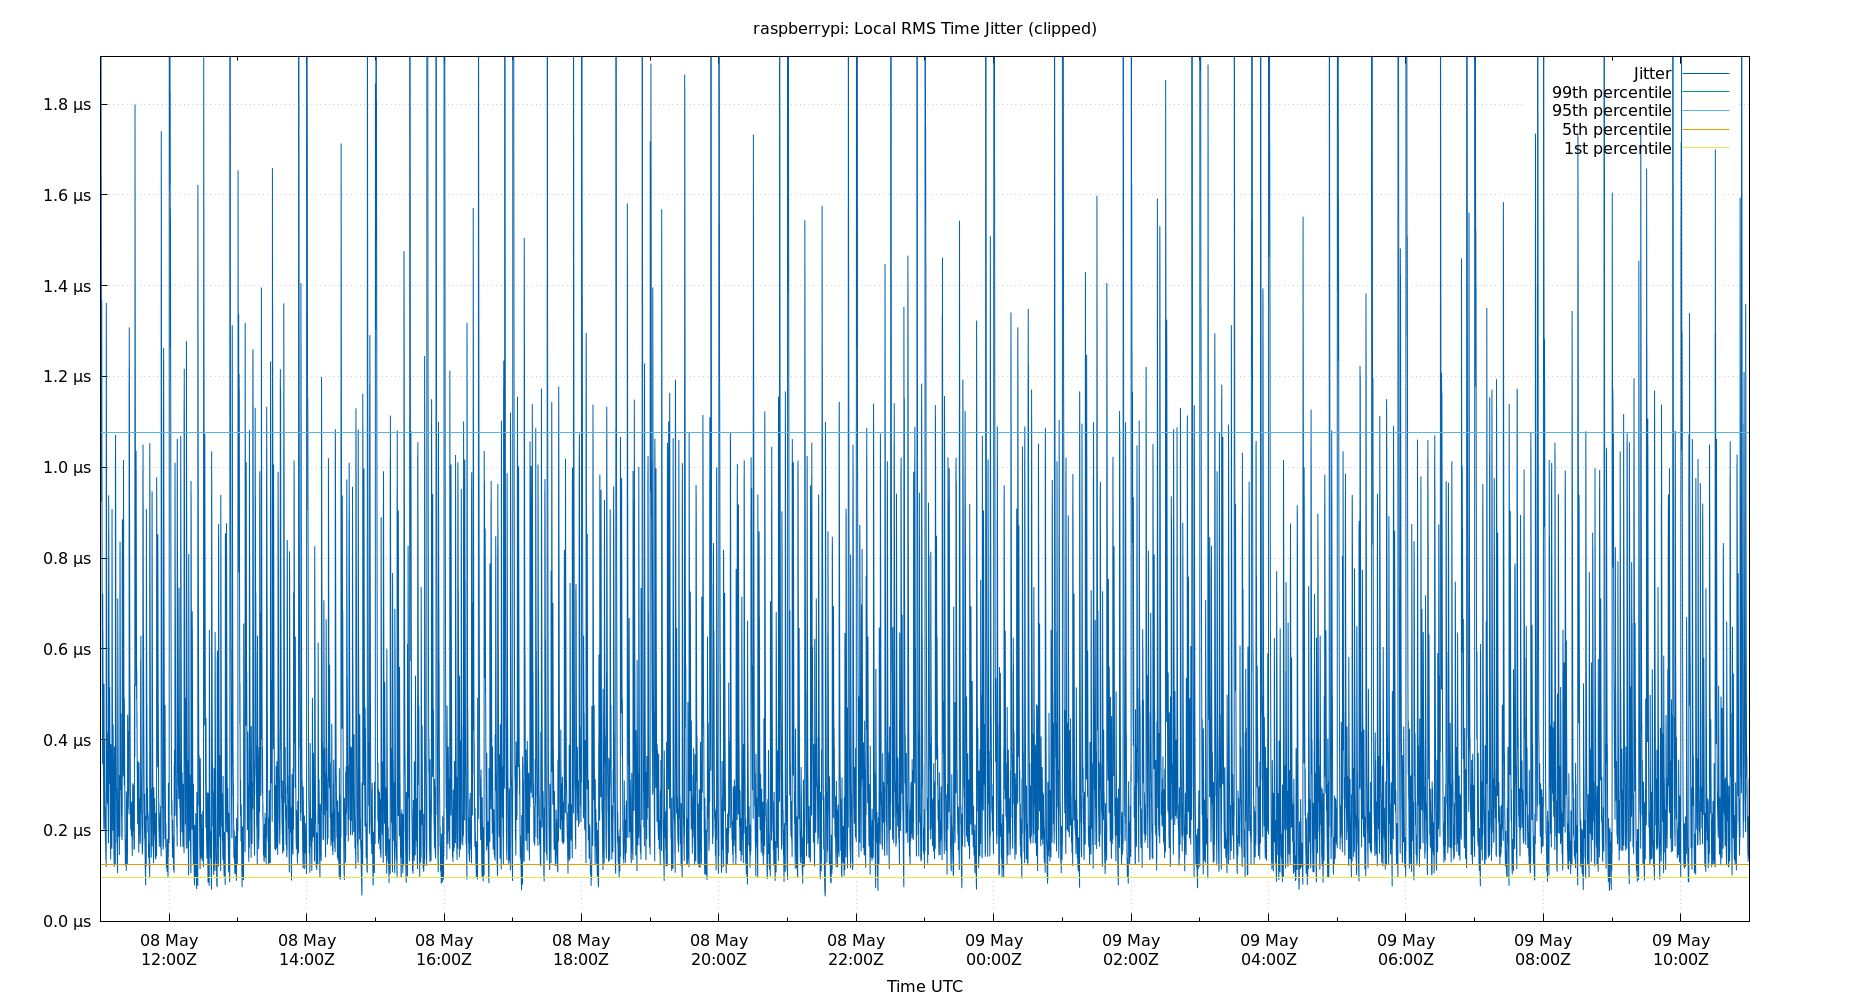 raspberrypi: Local RMS Time Jitter (clipped)
Jitter
99th percentile
95th percentile
5th percentile
1st percentile
1.8 μs
1.6 μs
1.4 μs
1.2 μs
1.0 μs
0.8 μs
0.6 μs
0.4 μs
0.2 μs
0.0 μs
08 May 08 May 08 May 08 May 08 May 08 May 09 May 09 May 09 May 09 May 09 May 09 May
12:00Z 14:00Z 16:00Z 18:00Z 20:00Z 22:00Z 00:00Z 02:00Z 04:00Z 06:00Z 08:00Z 10:00Z
Time UTC